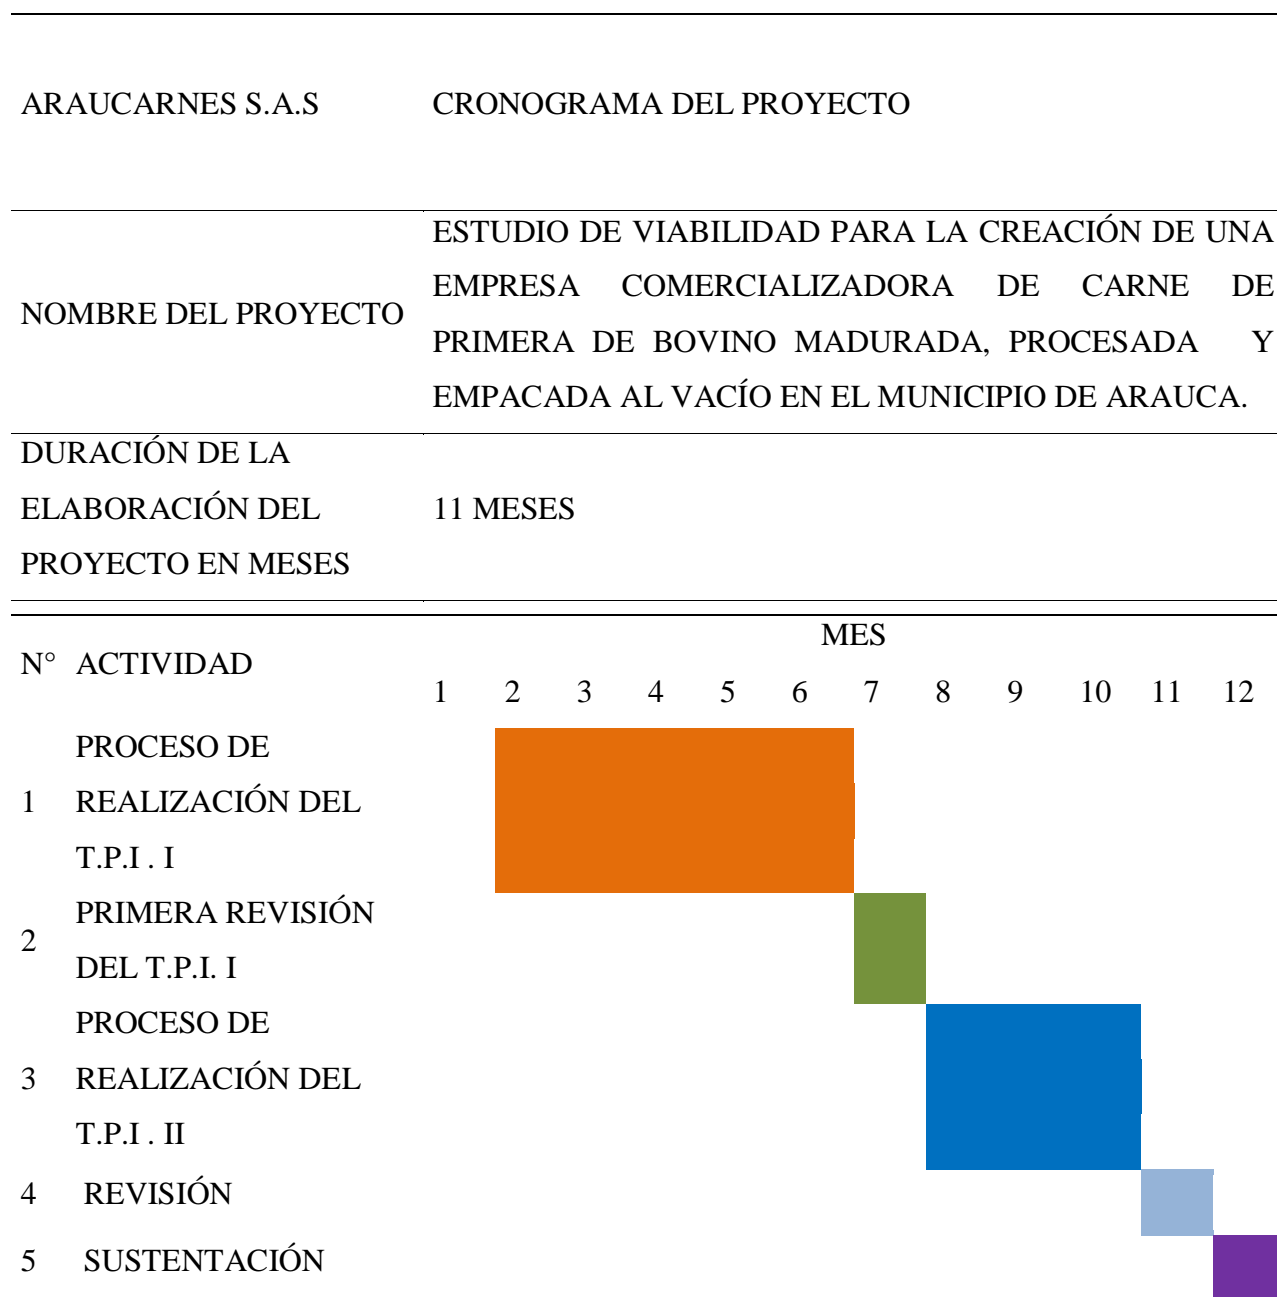 ARAUCARNES S.A.S CRONOGRAMA DEL PROYECTO
NOMBRE DEL PROYECTO
ESTUDIO DE VIABILIDAD PARA LA CREACIÓN DE UNA
EMPRESA COMERCIALIZADORA DE CARNE DE
PRIMERA DE BOVINO MADURADA, PROCESADA Y
EMPACADA AL VACÍO EN EL MUNICIPIO DE ARAUCA.
DURACIÓN DE LA
ELABORACIÓN DEL
PROYECTO EN MESES
11 MESES
N° ACTIVIDAD
MES
1 2 3 4 5 6 7 8 9 10 11 12
1
PROCESO DE
REALIZACIÓN DEL
T.P.I . I
2
PRIMERA REVISIÓN
DEL T.P.I. I
3
PROCESO DE
REALIZACIÓN DEL
T.P.I . II
4 REVISIÓN
5 SUSTENTACIÓN